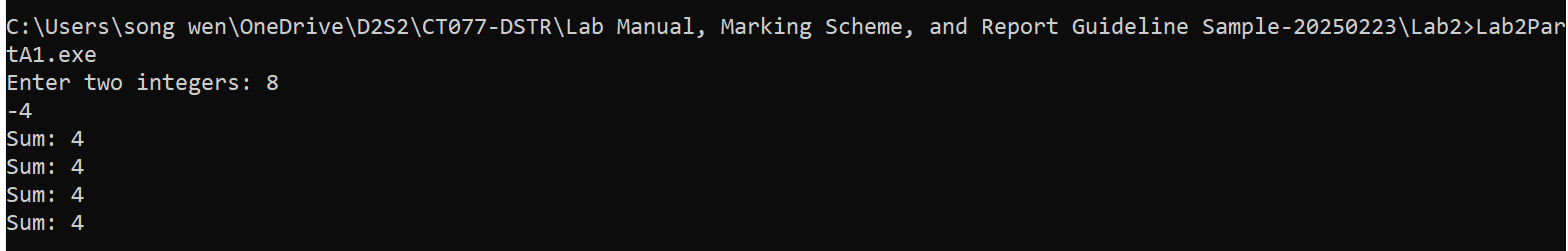 C:\Users\song wen\OneDrive\D2S2\CT077-DSTR\Lab Manual, Marking Scheme, and Report Guideline Sample-20250223\Lab2>Lab2Par
tA1.exe
Enter two integers: 8
-4
Sum: 4
Sum: 4
Sum: 4
Sum: 4